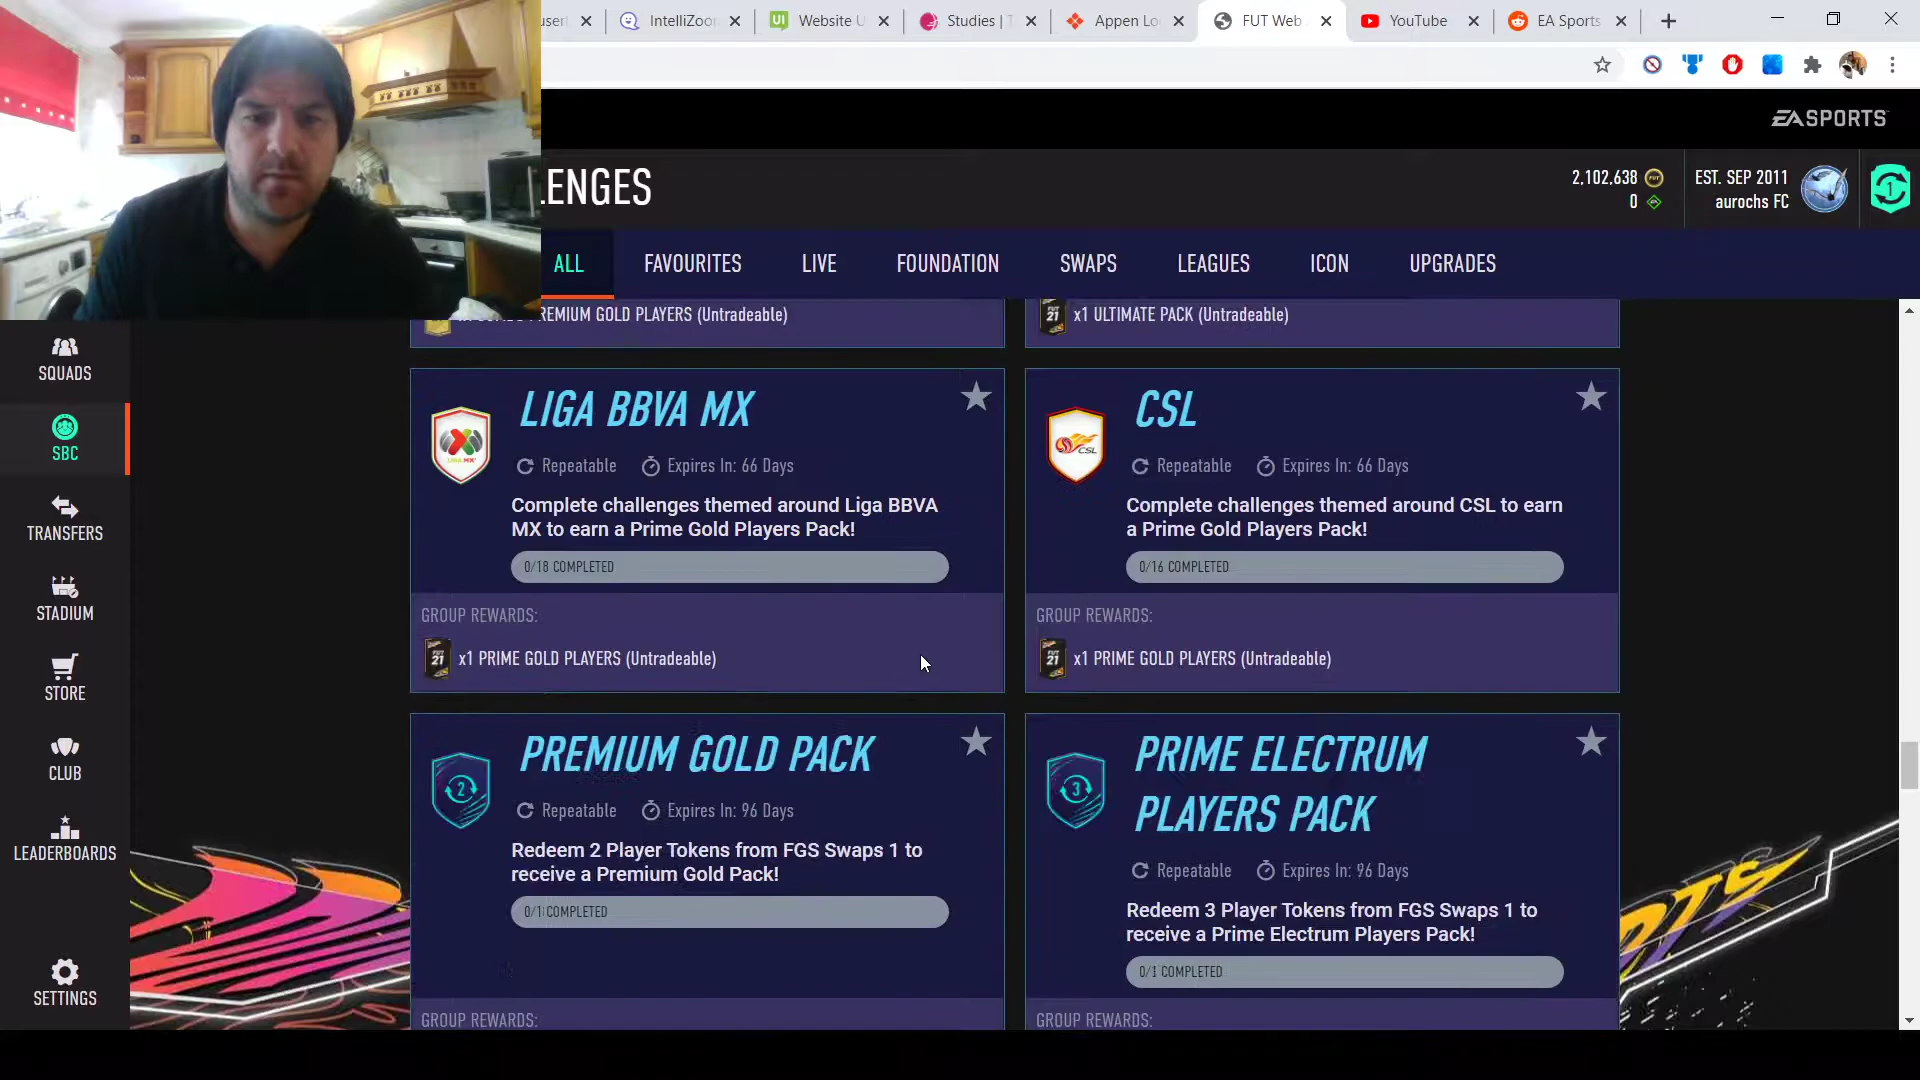 IntelliZoo
Website U
Studies | T
Appen Lo
FUT Web
YouTube
EA Sports
EA SPORTS
LENGES
2,102,638
0
EST. SEP 2011
aurochs FC
1
ALL
FAVOURITES
LIVE
FOUNDATION
SWAPS
LEAGUES
ICON
UPGRADES
PREMIUM GOLD PLAYERS (Untradeable)
x1 ULTIMATE PACK (Untradeable)
SQUADS
SBC
TRANSFERS
STADIUM
STORE
CLUB
LEADERBOARDS
SETTINGS
LIGA BBVA MX
Repeatable
Expires In: 66 Days
Complete challenges themed around Liga BBVA
MX to earn a Prime Gold Players Pack!
0/18 COMPLETED
GROUP REWARDS:
x1 PRIME GOLD PLAYERS (Untradeable)
CSL
Repeatable
Expires In: 66 Days
Complete challenges themed around CSL to earn
a Prime Gold Players Pack!
0/16 COMPLETED
GROUP REWARDS:
x1 PRIME GOLD PLAYERS (Untradeable)
2
PREMIUM GOLD PACK
Repeatable
Expires In: 96 Days
Redeem 2 Player Tokens from FGS Swaps 1 to
receive a Premium Gold Pack!
0/1 COMPLETED
GROUP REWARDS:
3
PRIME ELECTRUM
PLAYERS PACK
Repeatable
Expires In: 96 Days
Redeem 3 Player Tokens from FGS Swaps 1 to
receive a Prime Electrum Players Pack!
0/1 COMPLETED
GROUP REWARDS: